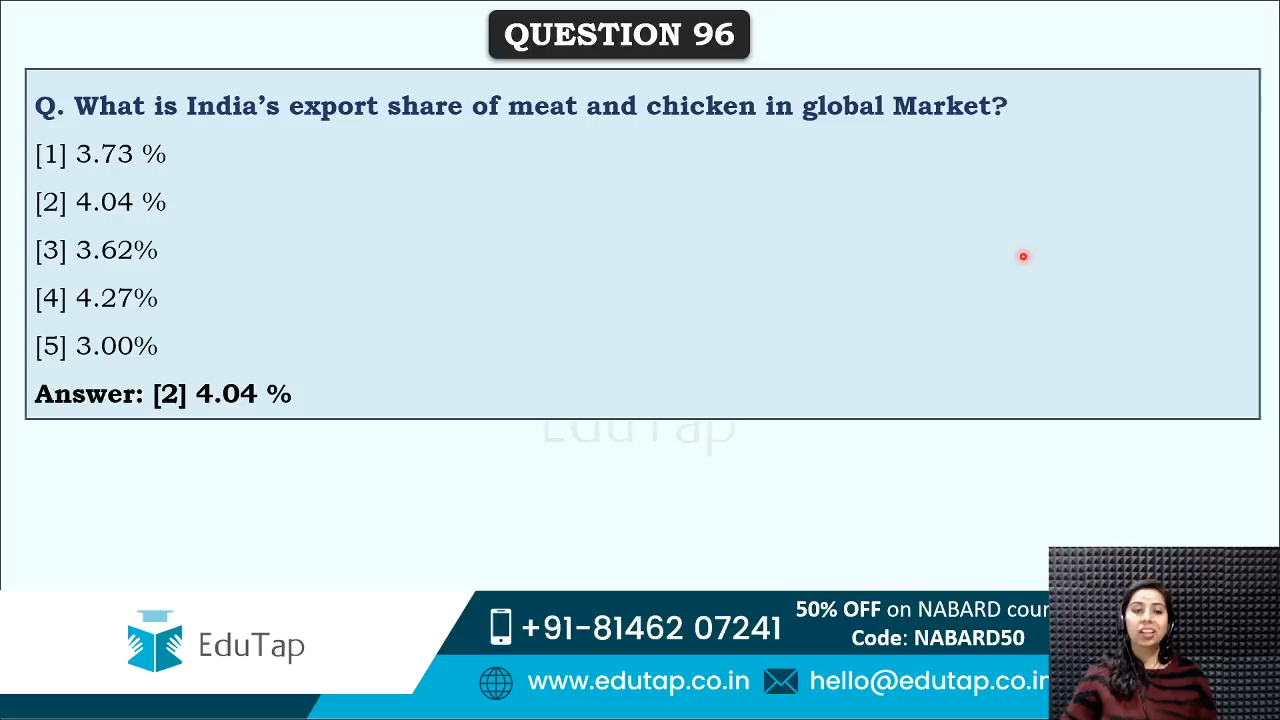 QUESTION 96
Q. What is India’s export share of meat and chicken in global Market?
[1] 3.73 %
[2] 4.04 %
[3] 3.62%
[4] 4.27%
[5] 3.00%
Answer: [2] 4.04 %
EduTap
EduTap
+91-81462 07241
50% OFF on NABARD cour
Code: NABARD50
www.edutap.co.in
hello@edutap.co.in